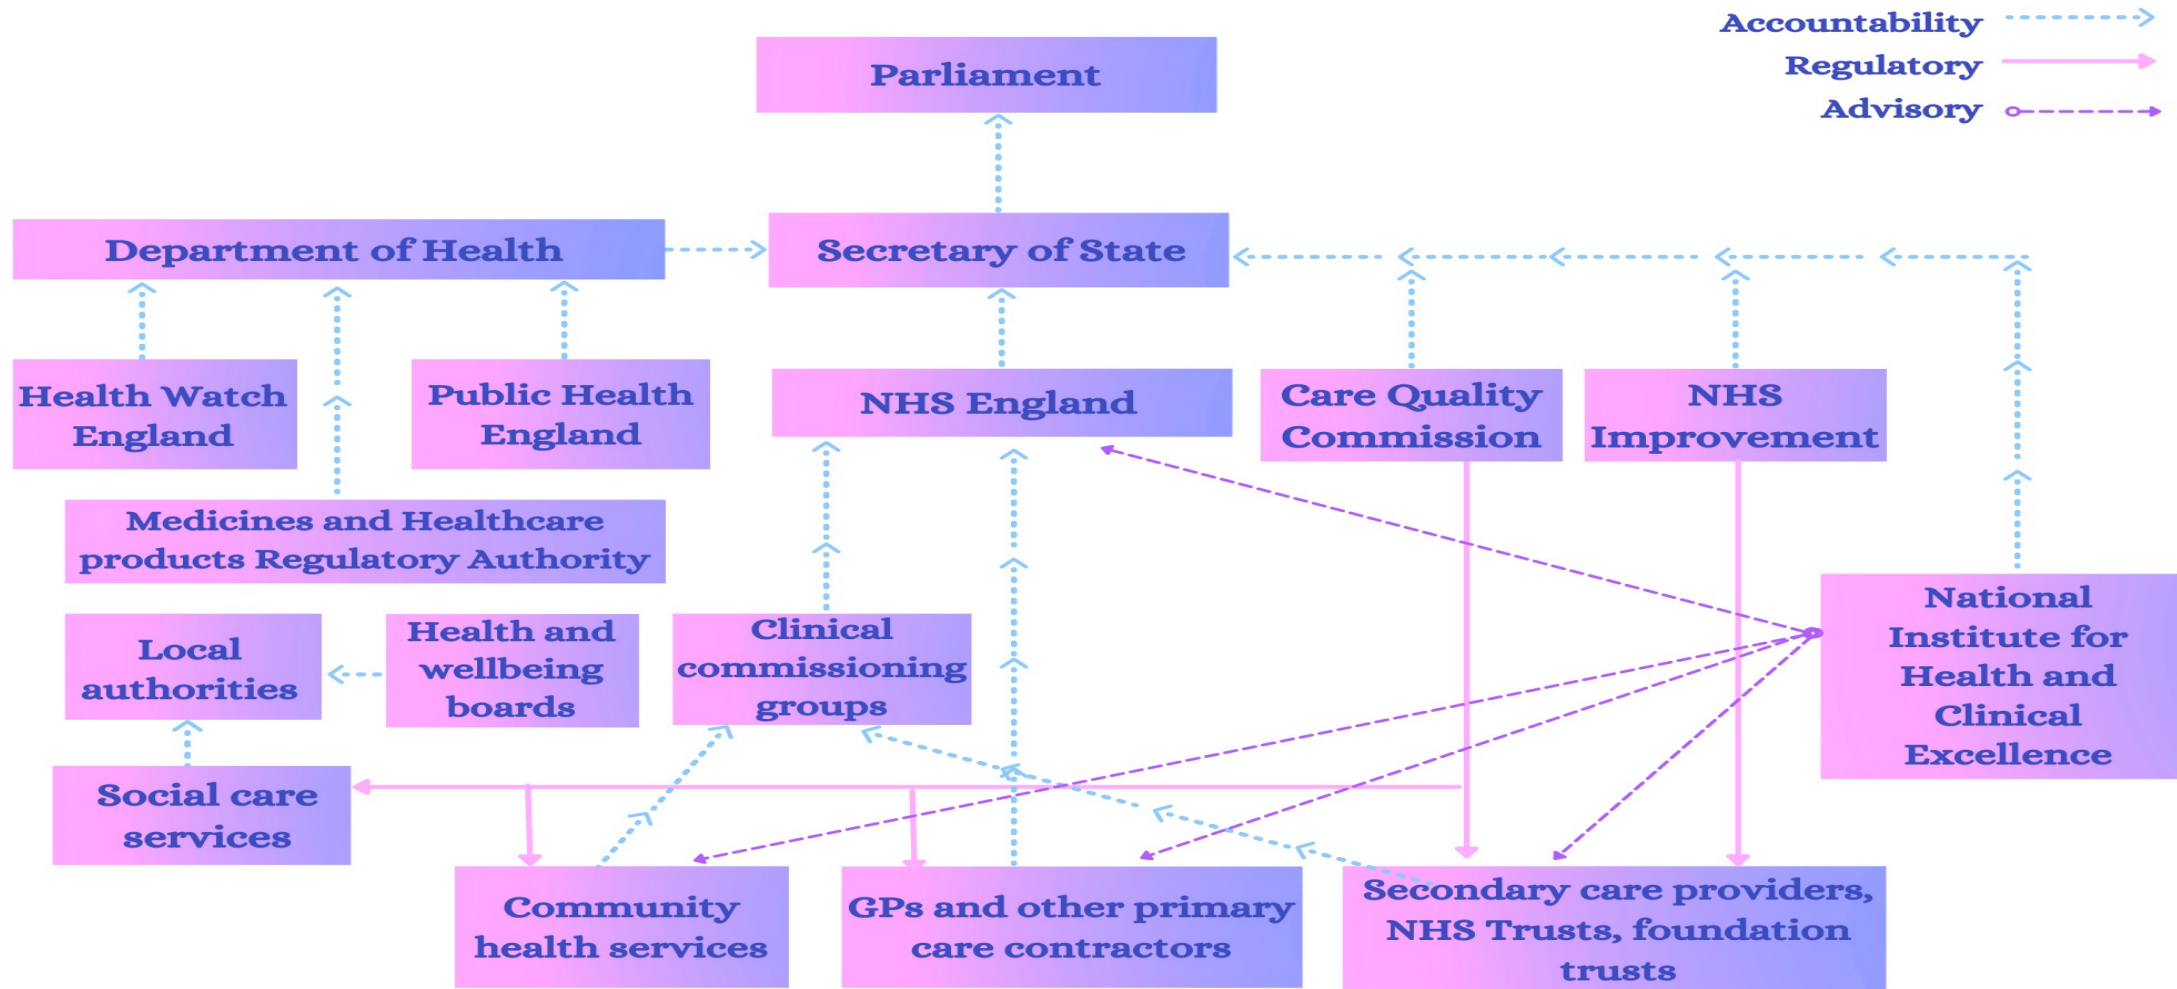 Accountability
Regulatory
Advisory
Parliament
Department of Health
Secretary of State
Health Watch
England
Public Health
England
NHS England
Care Quality
Commission
NHS
Improvement
Medicines and Healthcare
products Regulatory Authority
Local
authorities
Health and
wellbeing
boards
Clinical
commissioning
groups
National
Institute for
Health and
Clinical
Excellence
Social care
services
Community
health services
GPs and other primary
care contractors
Secondary care providers,
NHS Trusts, foundation
trusts